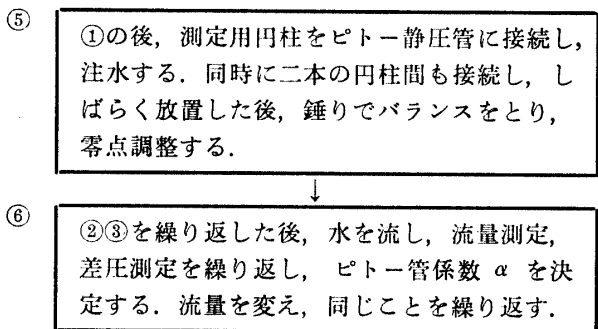 ⑤
①の後，測定用円柱をピトー静圧管に接続し，
注水する．同時に二本の円柱間も接続し，し
ばらく放置した後，錘りでバランスをとり，
零点調整する．
↓
⑥
②③を繰り返した後，水を流し，流量測定，
差圧測定を繰り返し， ピトー管係数 α を決
定する．流量を変え，同じことを繰り返す．